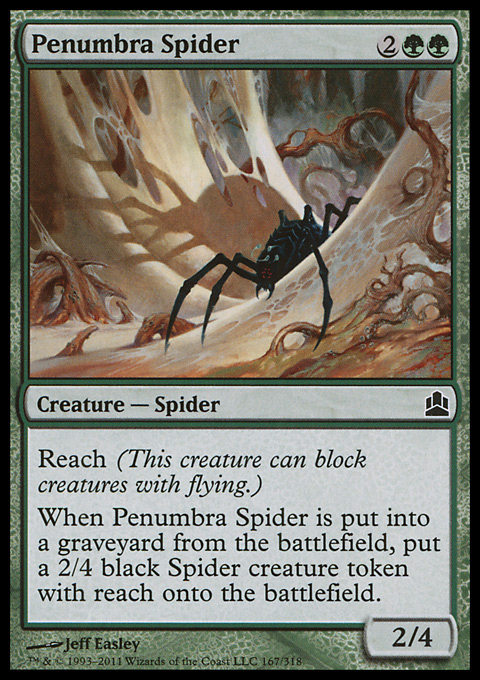 Penumbra Spider 2
Creature — Spider
Reach (This creature can block
creatures with flying.)
When Penumbra Spider is put into
a graveyard from the battlefield, put
a 2/4 black Spider creature token
with reach onto the battlefield.
Jeff Easley
2/4
™ & © 1993–2011 Wizards of the Coast LLC 167/318